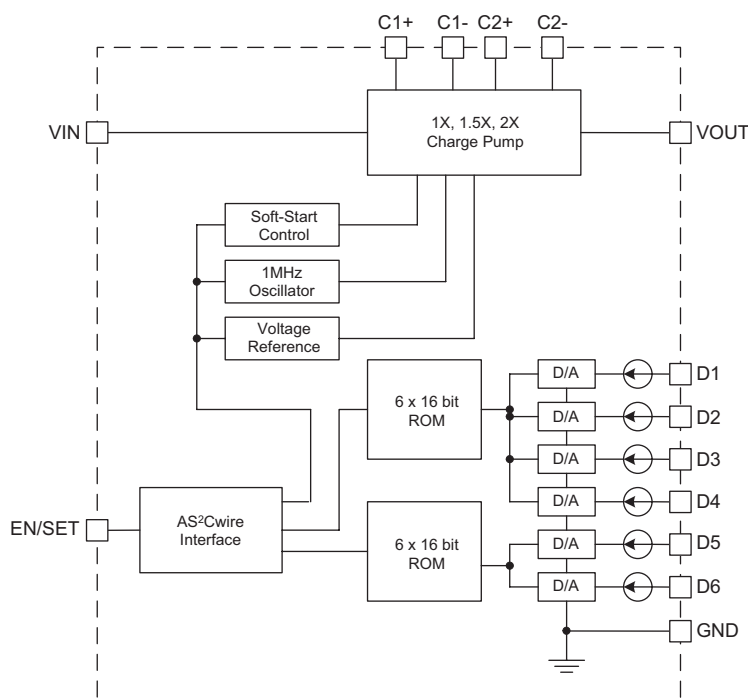 C1+ C1- C2+ C2-
VIN
1X, 1.5X, 2X
Charge Pump
VOUT
Soft-Start
Control
1MHz
Oscillator
Voltage
Reference
6 x 16 bit
ROM
D/A
D1
D/A
D2
D/A
D3
D/A
D4
EN/SET
AS²Cwire
Interface
6 x 16 bit
ROM
D/A
D5
D/A
D6
GND